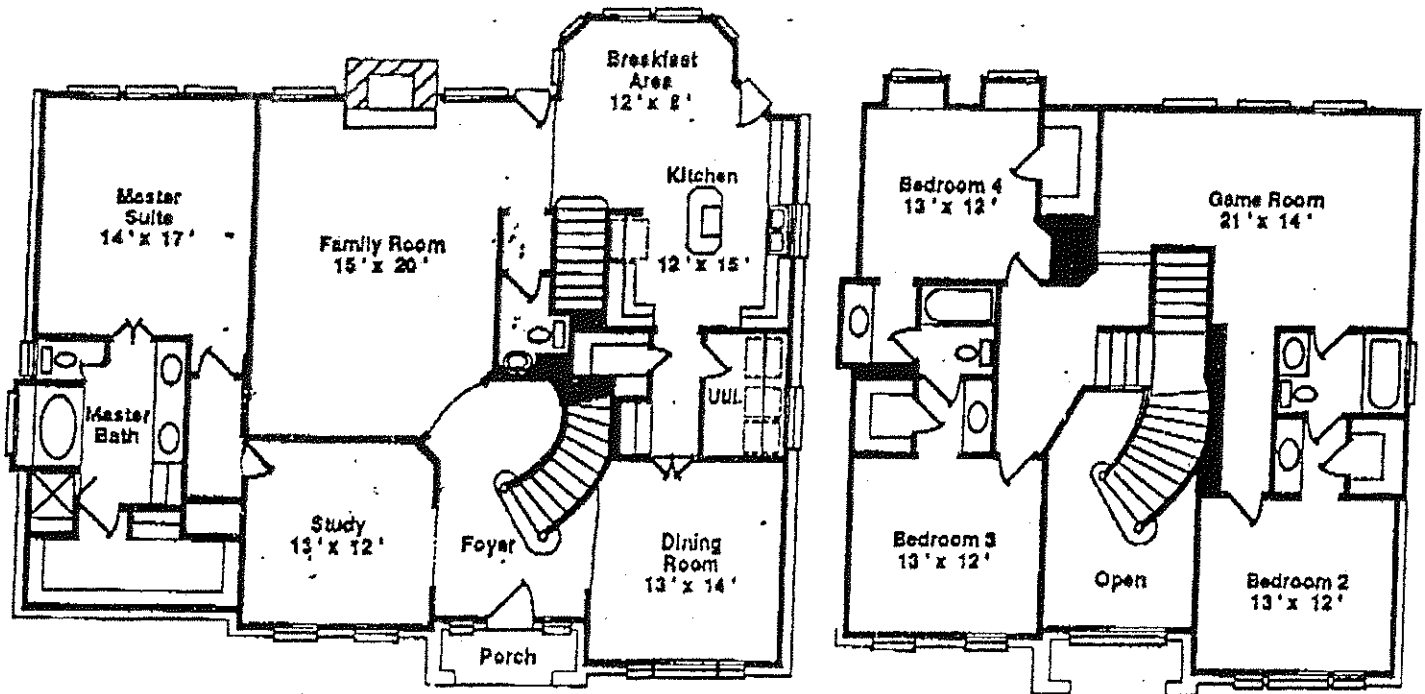 Breakfast
Area
12' x 8'
Kitchen
12' x 15'
Master
Suite
14' x 17'
Family Room
15' x 20'
Master
Bath
Util.
Study
13' x 12'
Foyer
Dining
Room
13' x 14'
Porch
Bedroom 4
13' x 12'
Game Room
21' x 14'
Bedroom 3
13' x 12'
Open
Bedroom 2
13' x 12'